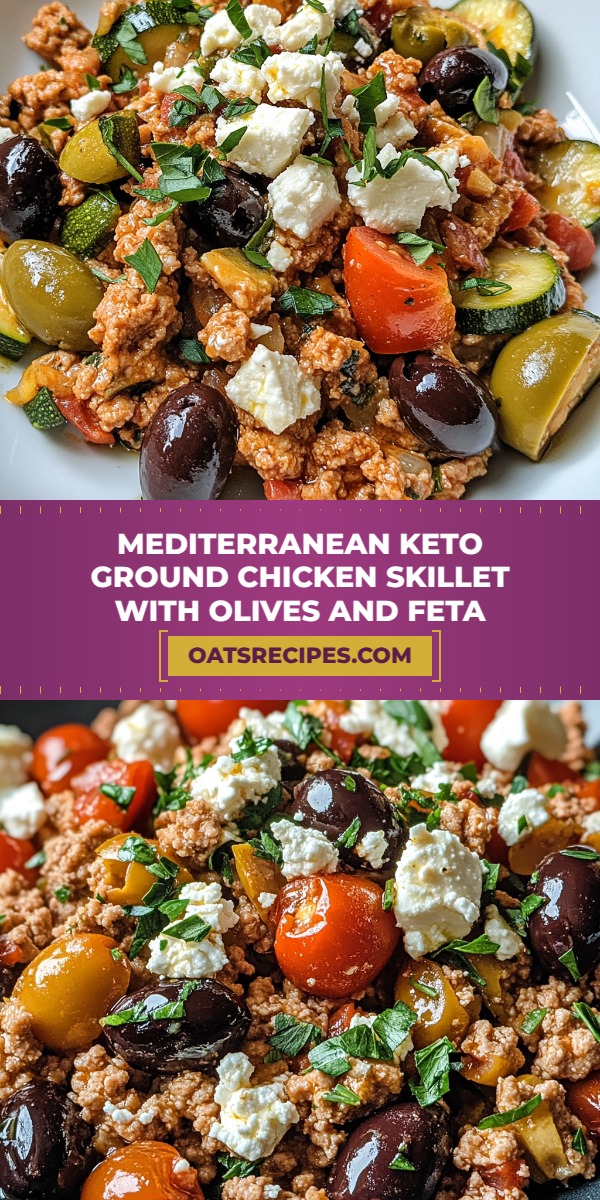 MEDITERRANEAN KETO
GROUND CHICKEN SKILLET
WITH OLIVES AND FETA
OATSRECIPES.COM